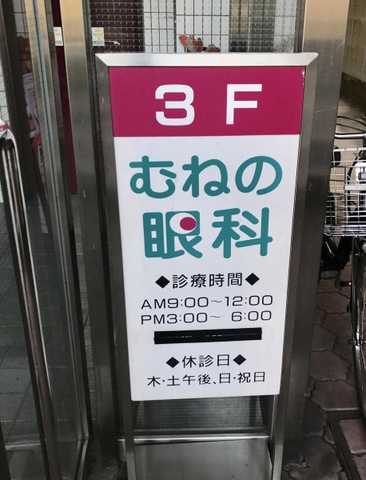 3F
むねの
眼科
◆診療時間◆
AM9:00～12:00
PM3:00～ 6:00
◆休診日◆
木・土午後、日・祝日